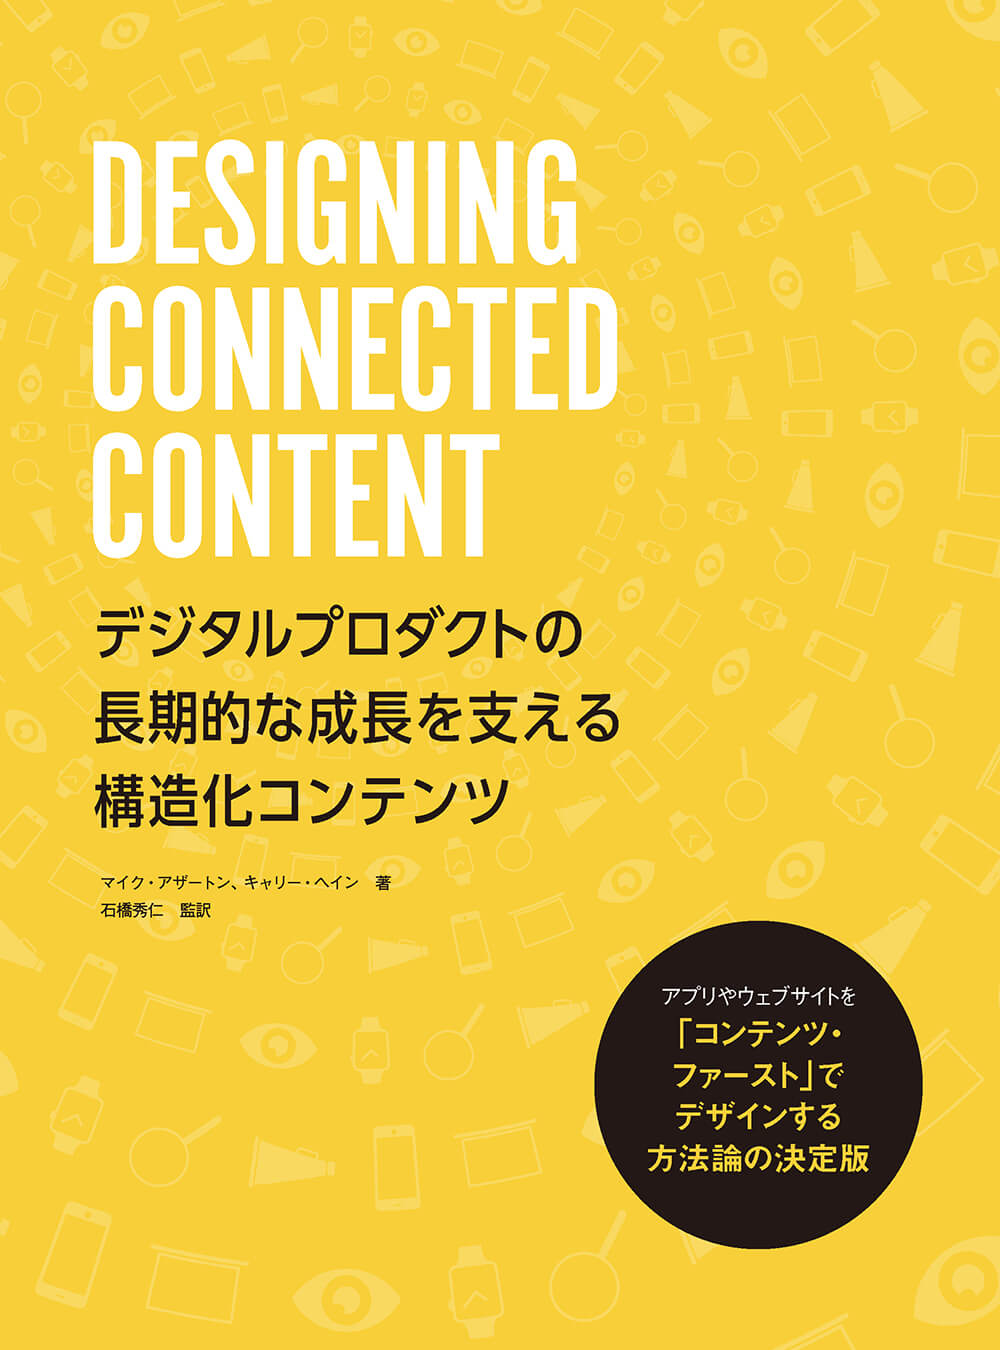 DESIGNING
CONNECTED
CONTENT
デジタルプロダクトの
長期的な成長を支える
構造化コンテンツ
マイク・アザートン、キャリー・ヘイン　著
石橋秀仁　監訳
アプリやウェブサイトを
「コンテンツ・
ファースト」で
デザインする
方法論の決定版